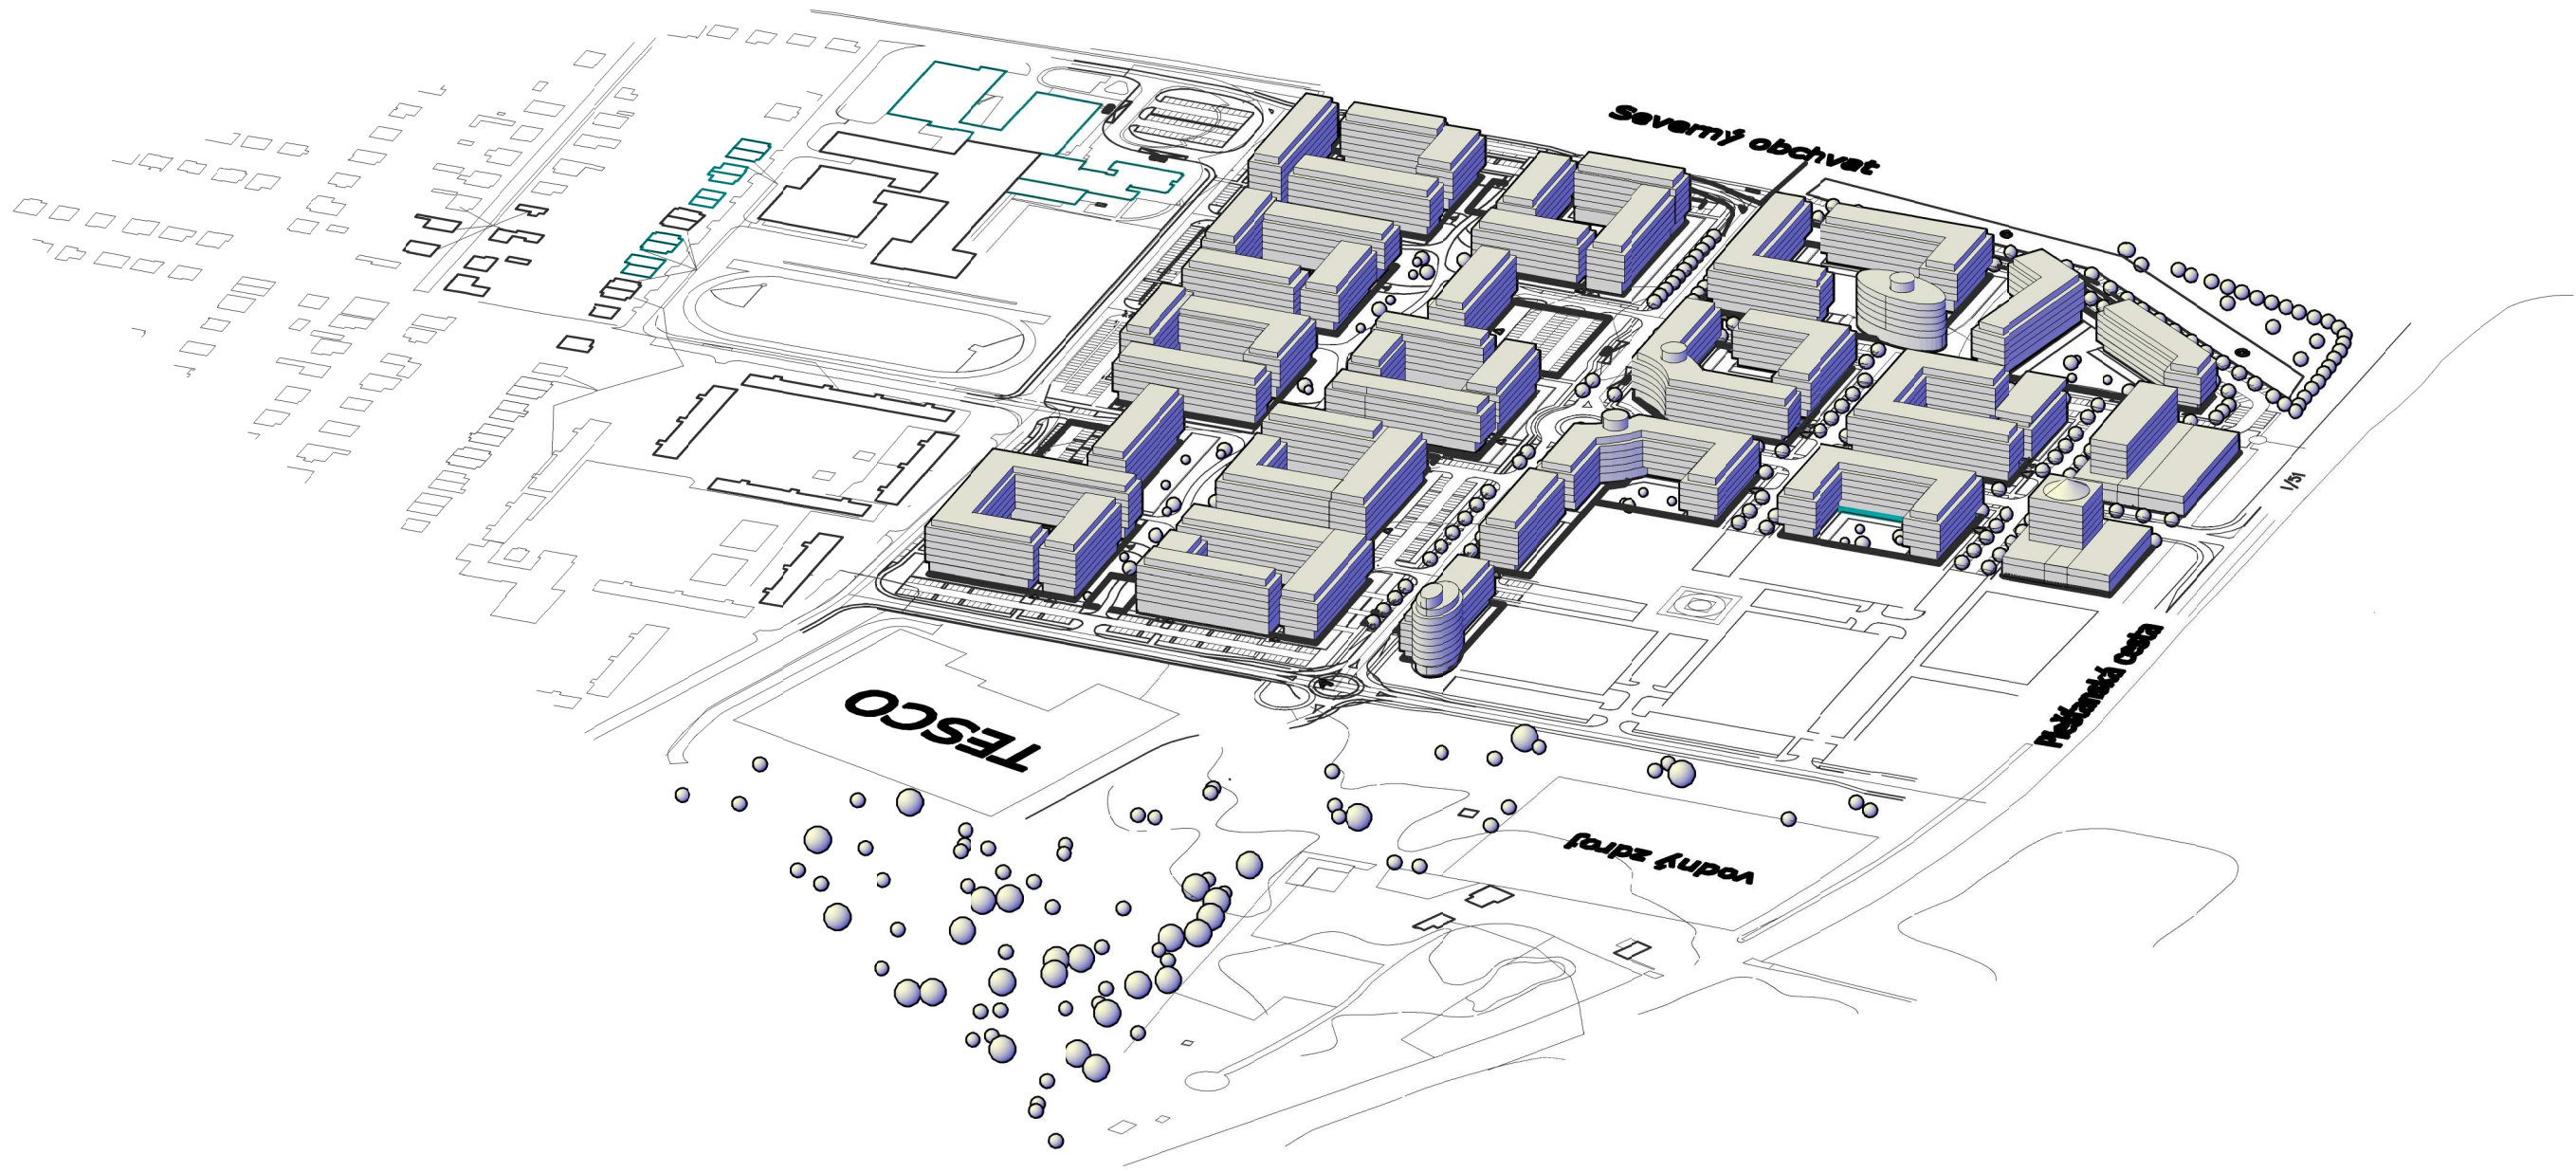 Severný obchvat
I/51
Piešťanská cesta
TESCO
vodný zdroj